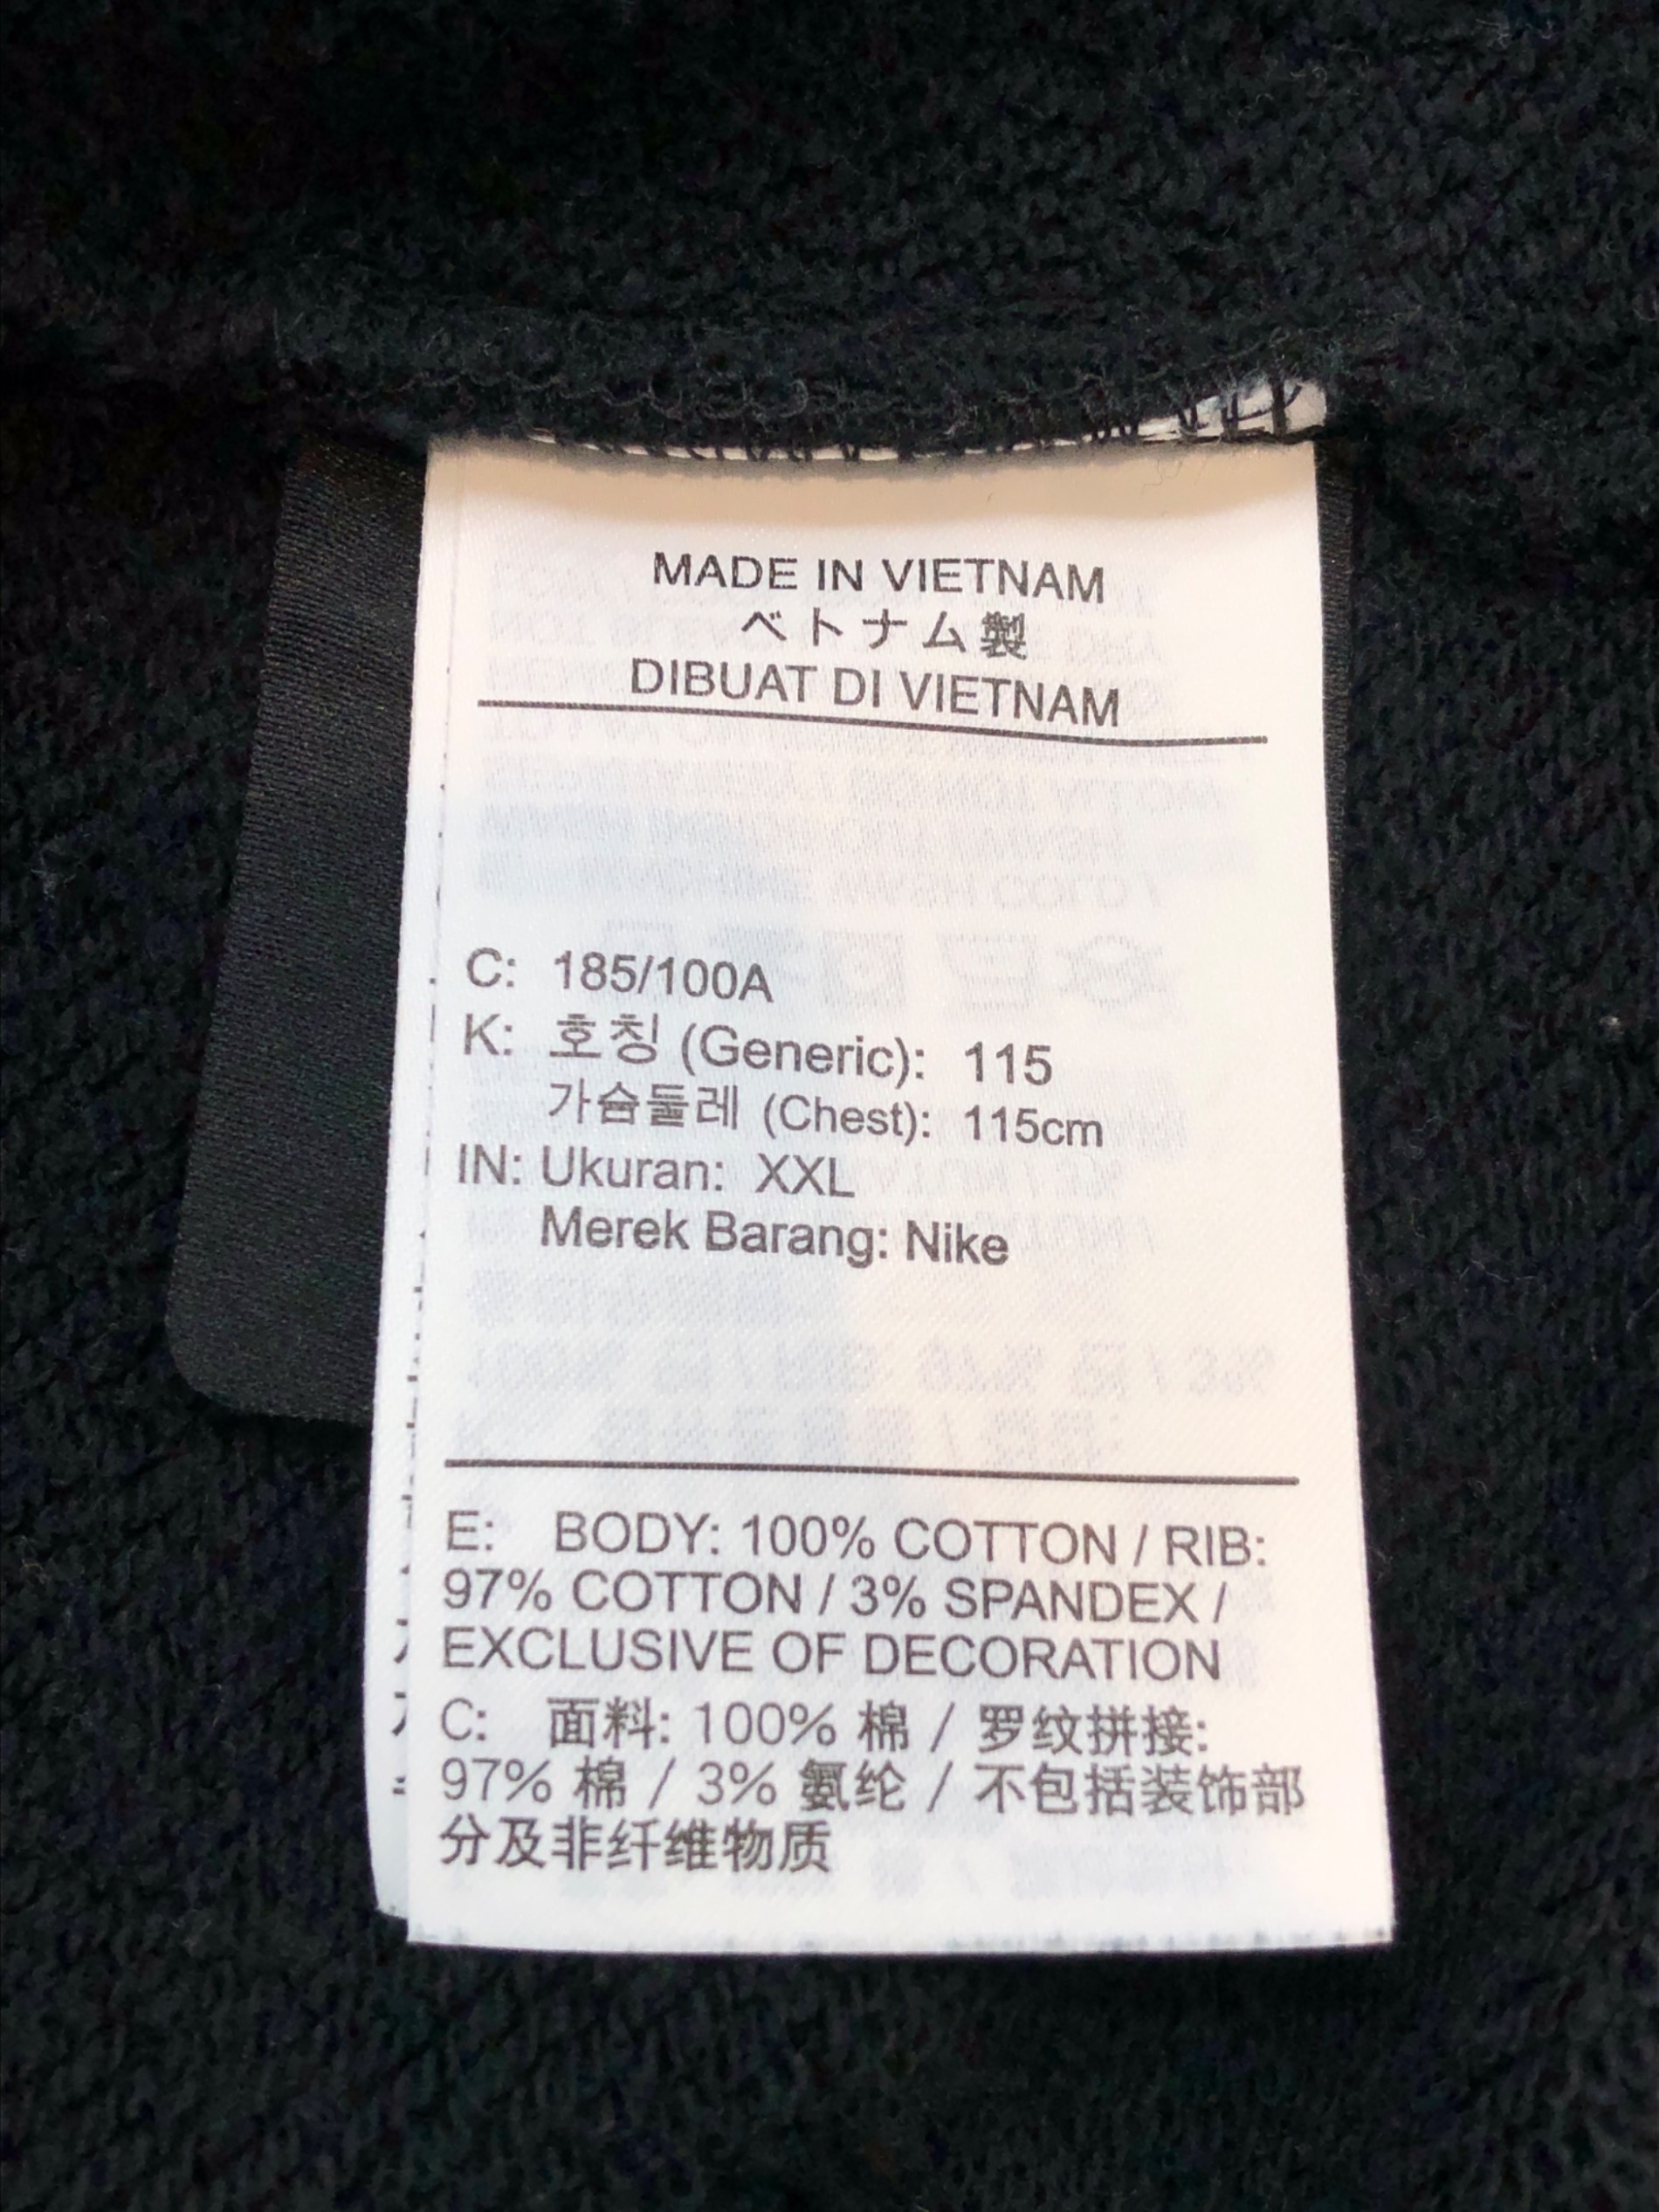 MADE IN VIETNAM
ベトナム製
DIBUAT DI VIETNAM
C: 185/100A
K: 호칭 (Generic): 115
가슴둘레 (Chest): 115cm
IN: Ukuran: XXL
Merek Barang: Nike
E: BODY: 100% COTTON / RIB:
97% COTTON / 3% SPANDEX /
EXCLUSIVE OF DECORATION
C: 面料: 100% 棉 / 罗纹拼接:
97% 棉 / 3% 氨纶 / 不包括装饰部
分及非纤维物质